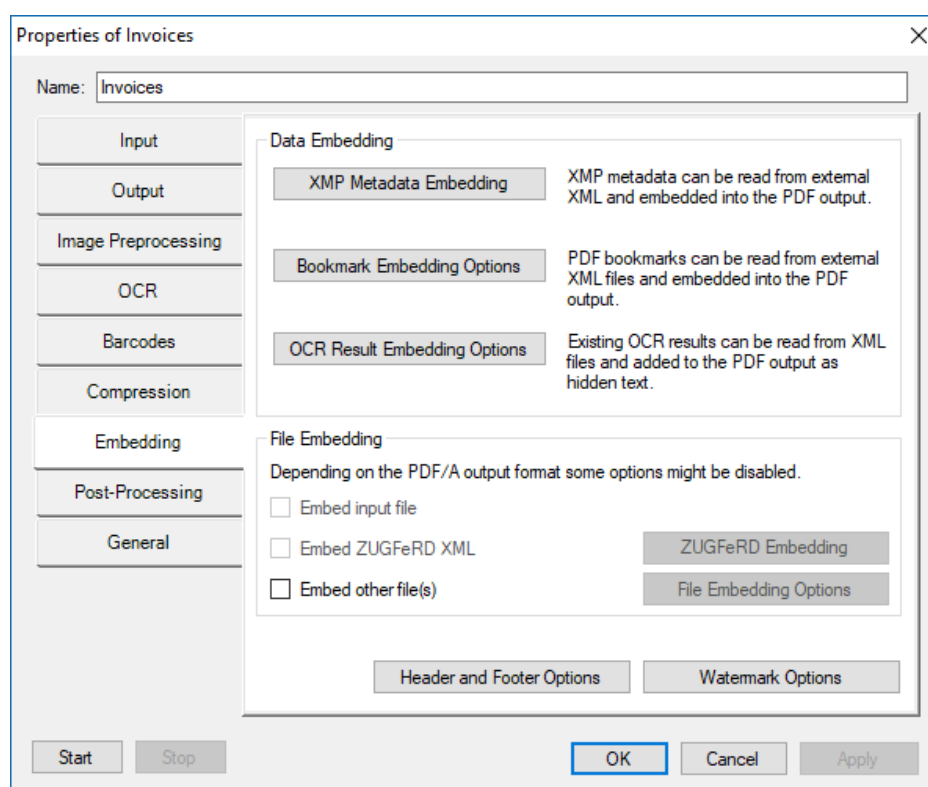 Properties of Invoices
Name: Invoices
Input
Output
Image Preprocessing
OCR
Barcodes
Compression
Embedding
Post-Processing
General
Data Embedding
XMP Metadata Embedding
XMP metadata can be read from external
XML and embedded into the PDF output.
Bookmark Embedding Options
PDF bookmarks can be read from external
XML files and embedded into the PDF
output.
OCR Result Embedding Options
Existing OCR results can be read from XML
files and added to the PDF output as
hidden text.
File Embedding
Depending on the PDF/A output format some options might be disabled.
Embed input file
Embed ZUGFeRD XML
ZUGFeRD Embedding
Embed other file(s)
File Embedding Options
Header and Footer Options
Watermark Options
Start
Stop
OK
Cancel
Apply